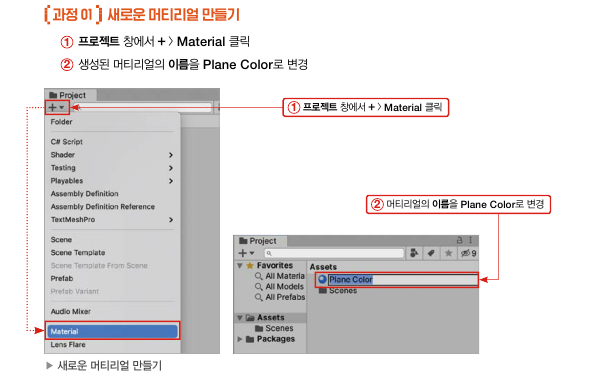 [과정 01] 새로운 머티리얼 만들기
① 프로젝트 창에서 + > Material 클릭
② 생성된 머티리얼의 이름을 Plane Color로 변경
Project
+ ▾
① 프로젝트 창에서 + > Material 클릭
Folder
C# Script
Shader
Testing
Playables
Assembly Definition
Assembly Definition Reference
TextMeshPro
Scene
Scene Template
Scene Template From Scene
Prefab
Prefab Variant
Audio Mixer
Material
Lens Flare
② 머티리얼의 이름을 Plane Color로 변경
Project
+ ▾
9
Favorites
All Materia
All Models
All Prefabs
Assets
Scenes
Packages
Assets
Plane Color
Scenes
▶ 새로운 머티리얼 만들기